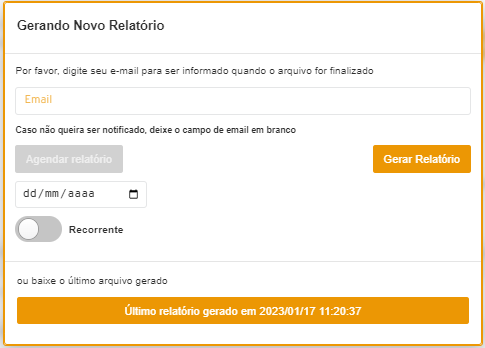 Gerando Novo Relatório
Por favor, digite seu e-mail para ser informado quando o arquivo for finalizado
Email
Caso não queira ser notificado, deixe o campo de email em branco
Agendar relatório
Gerar Relatório
dd/mm/aaaa
Recorrente
ou baixe o último arquivo gerado
Último relatório gerado em 2023/01/17 11:20:37